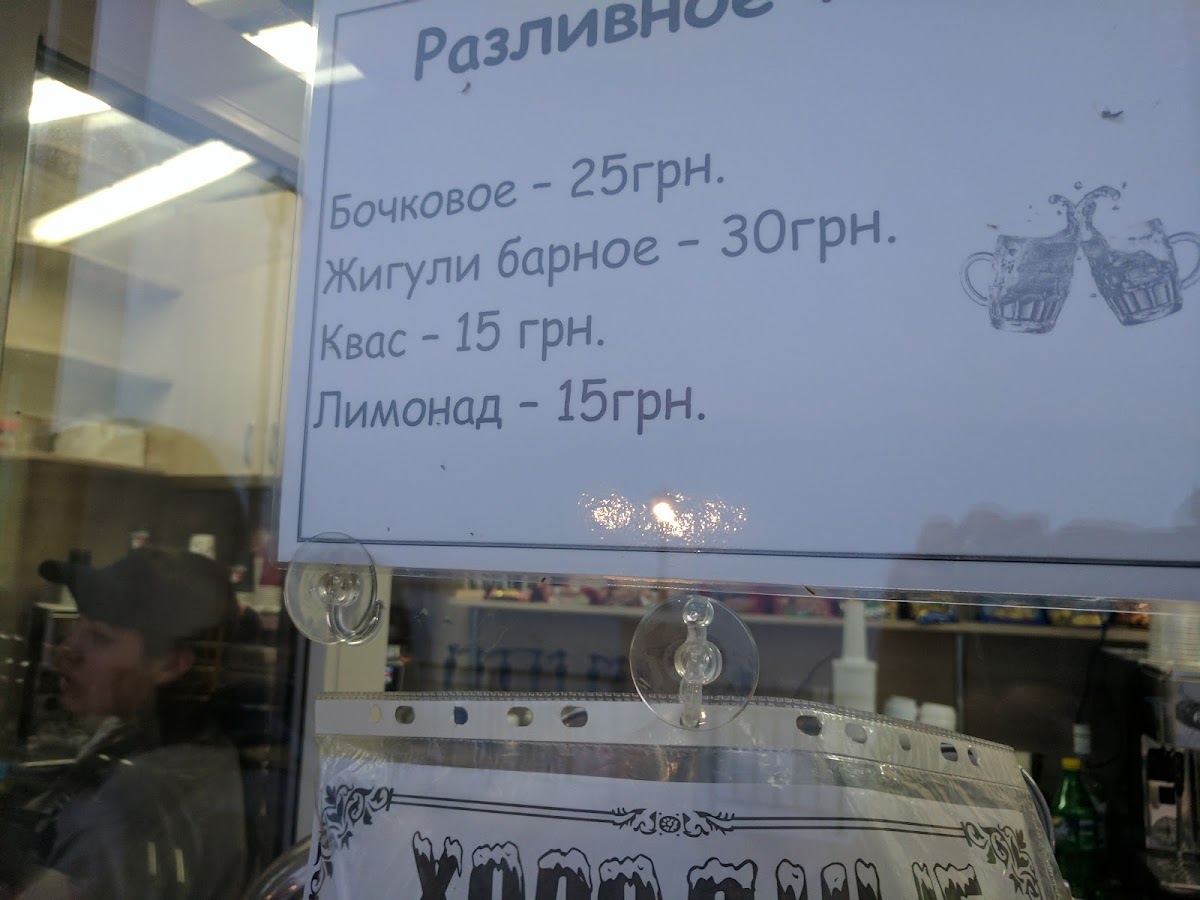 Разливное
Бочковое – 25грн.
Жигули барное – 30грн.
Квас – 15 грн.
Лимонад – 15грн.